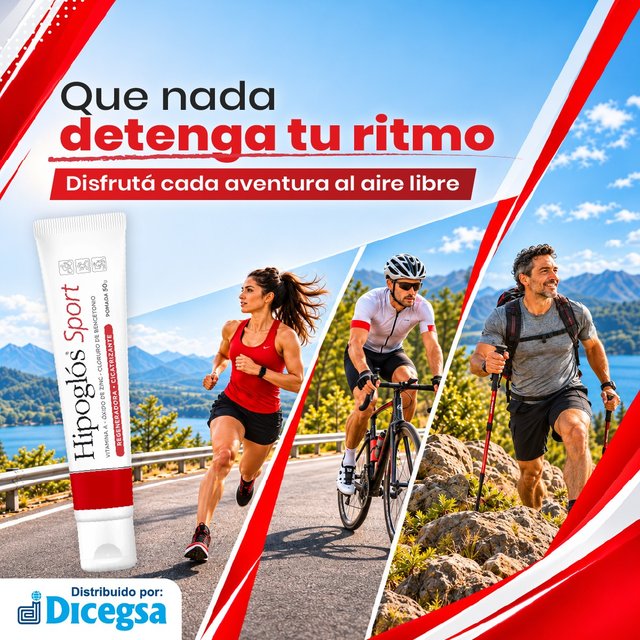 Que nada
detenga tu ritmo
Disfrutá cada aventura al aire libre
Hipoglós® Sport
POMADA 50g
VITAMINA A - ÓXIDO DE ZINC - CLORURO DE BENCETONIO
REGENERADORA • CICATRIZANTE
Distribuido por:
Dicegsa